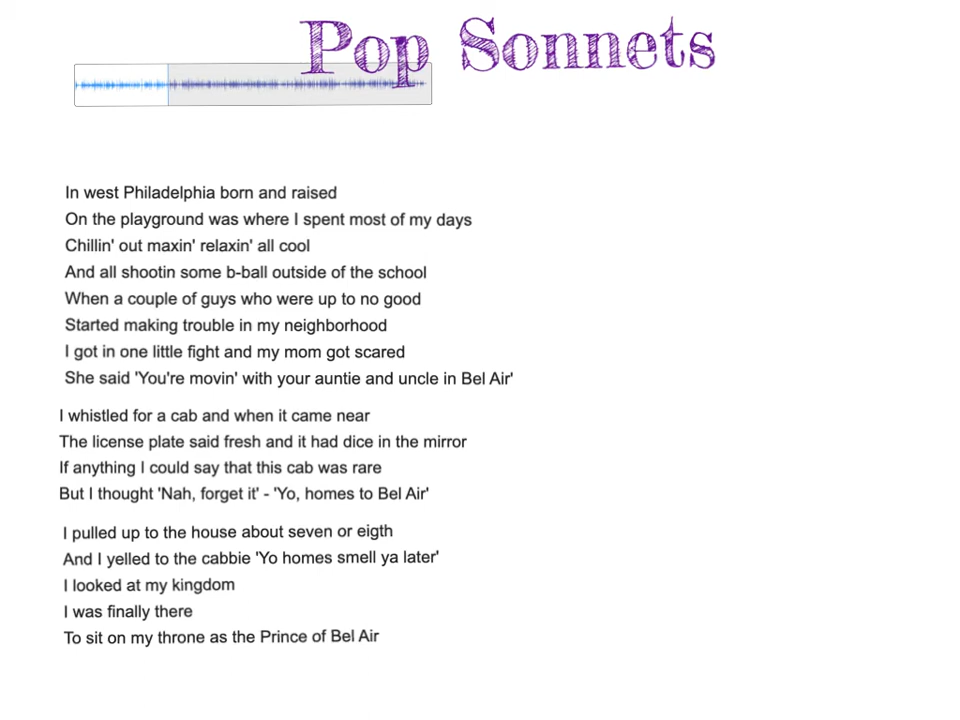 Pop Sonnets
In west Philadelphia born and raised
On the playground was where I spent most of my days
Chillin' out maxin' relaxin' all cool
And all shootin some b-ball outside of the school
When a couple of guys who were up to no good
Started making trouble in my neighborhood
I got in one little fight and my mom got scared
She said 'You're movin' with your auntie and uncle in Bel Air'
I whistled for a cab and when it came near
The license plate said fresh and it had dice in the mirror
If anything I could say that this cab was rare
But I thought 'Nah, forget it' - 'Yo, homes to Bel Air'
I pulled up to the house about seven or eigth
And I yelled to the cabbie 'Yo homes smell ya later'
I looked at my kingdom
I was finally there
To sit on my throne as the Prince of Bel Air